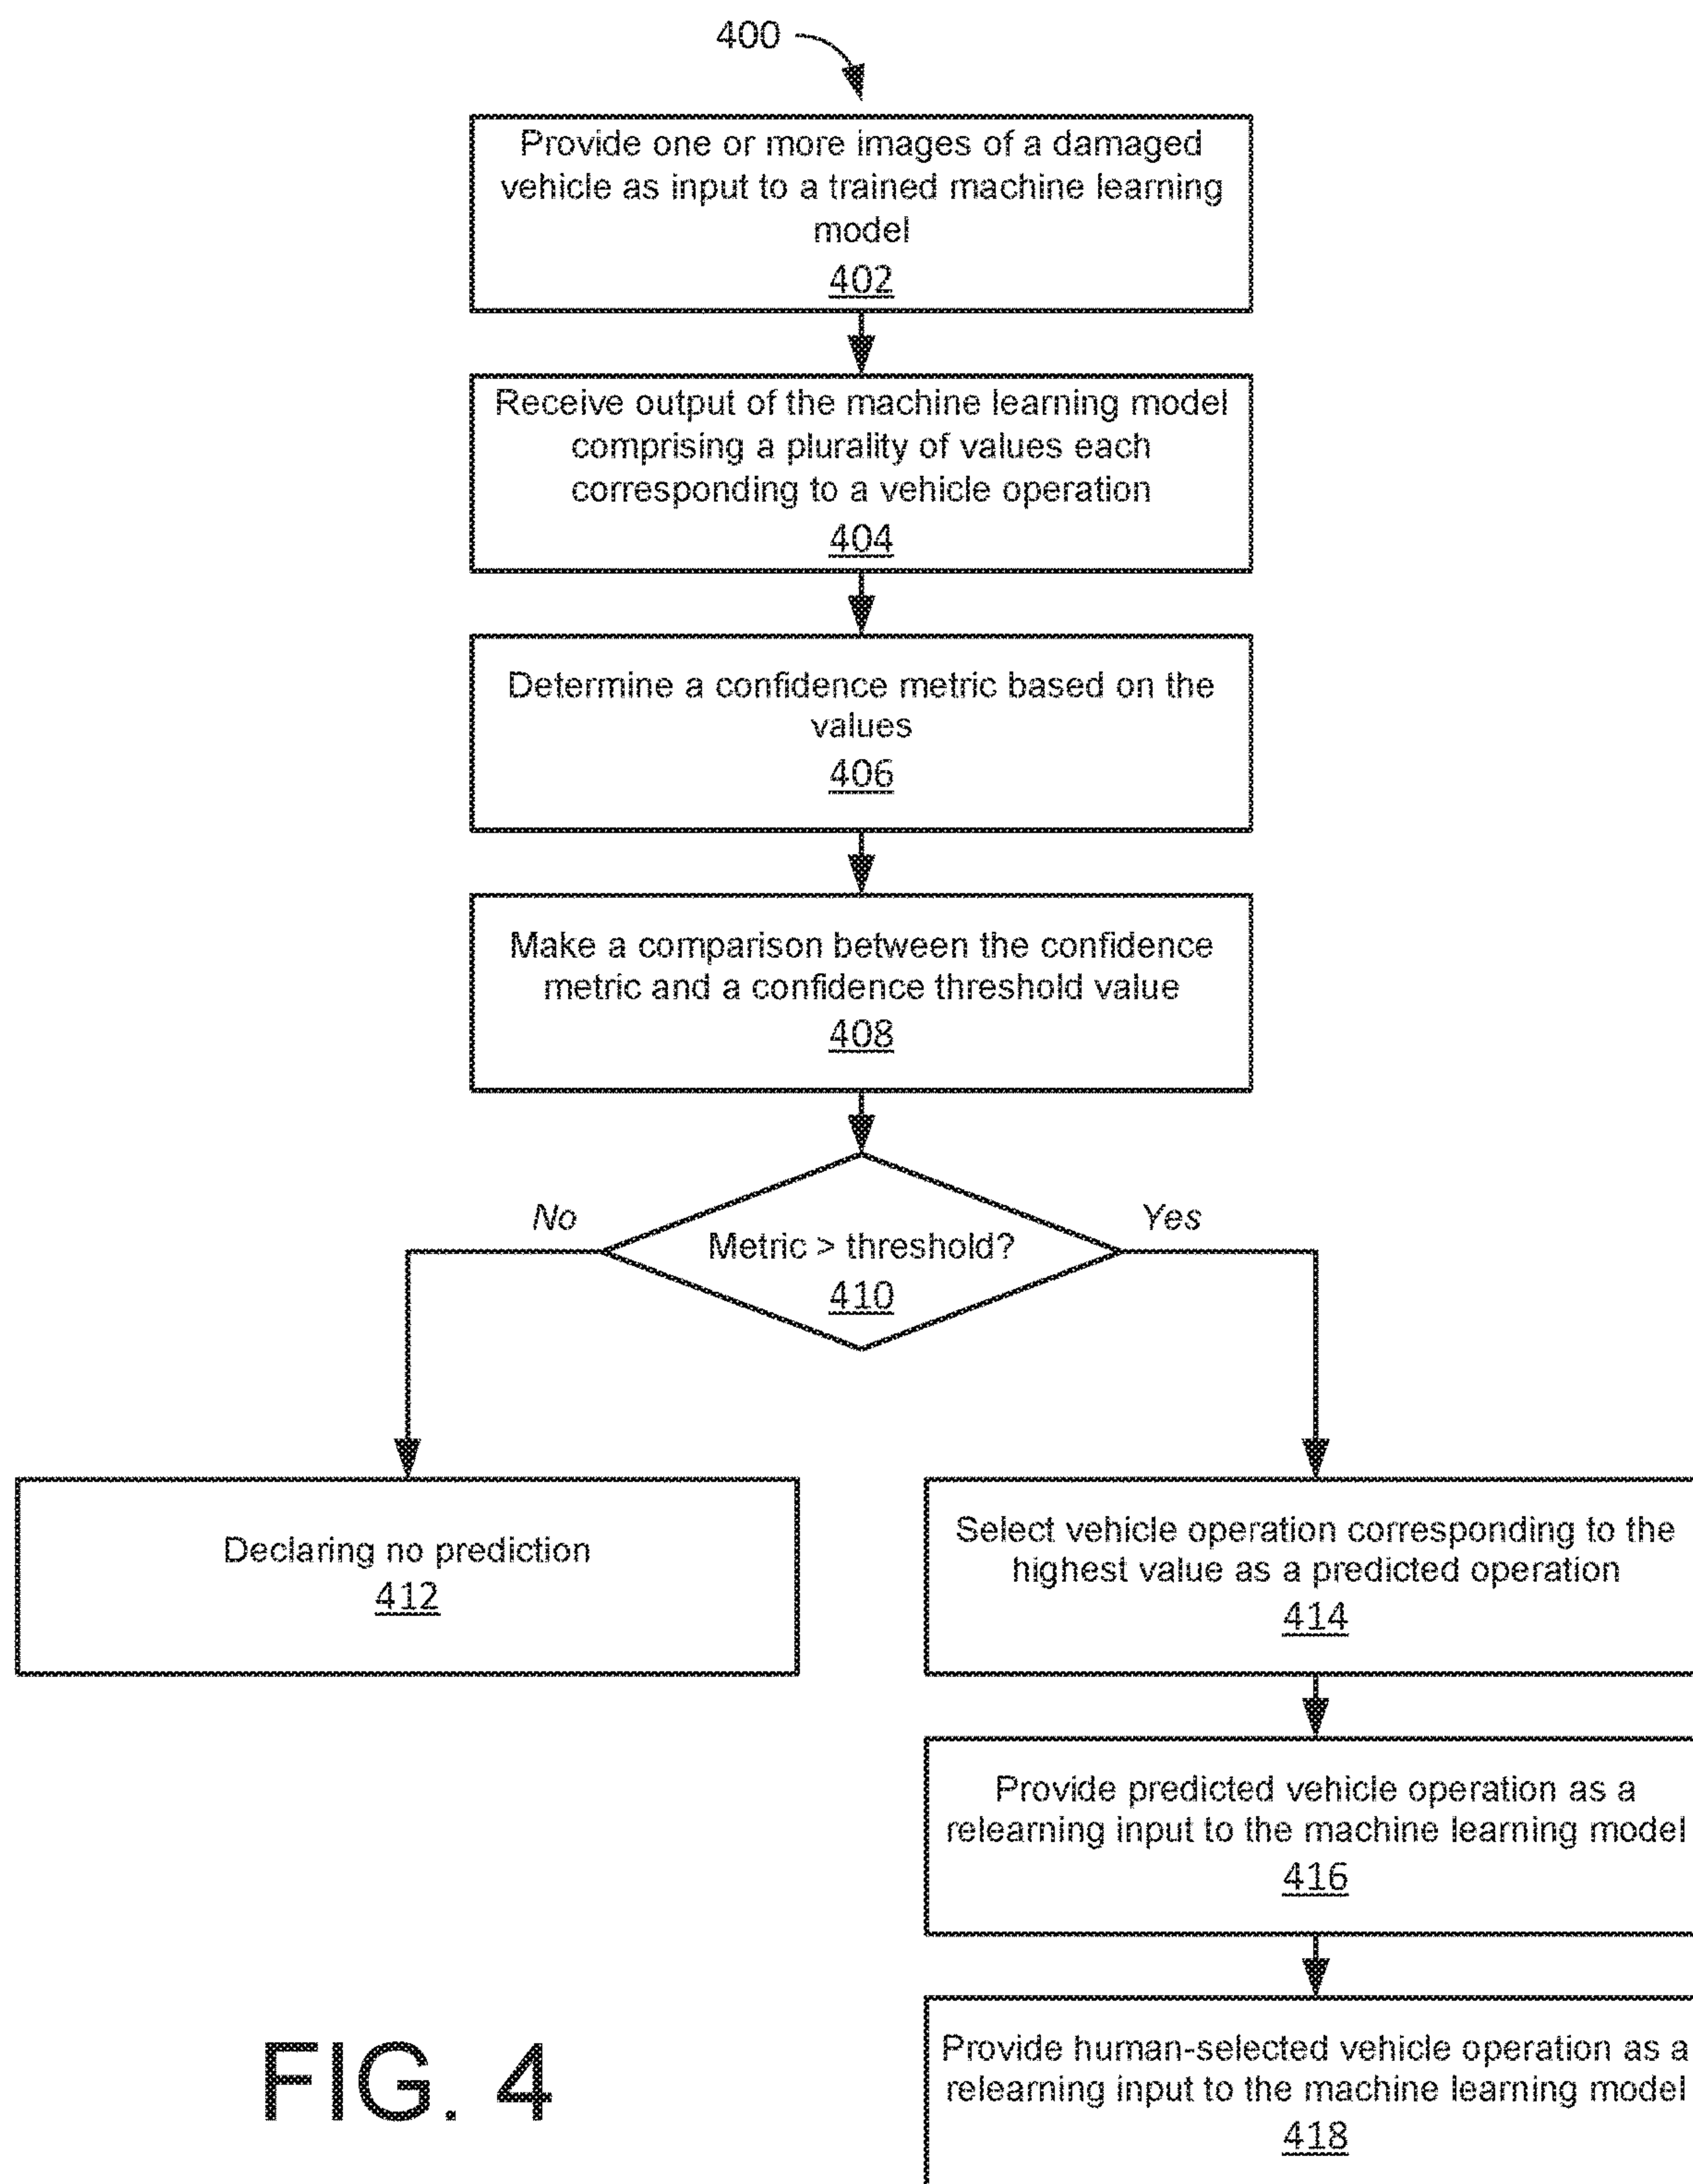 400
Provide one or more images of a damaged
vehicle as input to a trained machine learning
model
402
Receive output of the machine learning model
comprising a plurality of values each
corresponding to a vehicle operation
404
Determine a confidence metric based on the
values
406
Make a comparison between the confidence
metric and a confidence threshold value
408
No
Yes
Metric > threshold?
410
Declaring no prediction
412
Select vehicle operation corresponding to the
highest value as a predicted operation
414
Provide predicted vehicle operation as a
relearning input to the machine learning model
416
Provide human-selected vehicle operation as a
relearning input to the machine learning model
418
FIG. 4